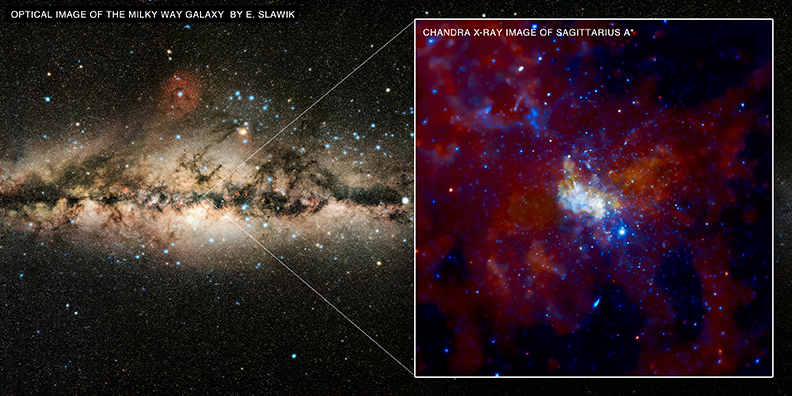 OPTICAL IMAGE OF THE MILKY WAY GALAXY BY E. SLAWIK
CHANDRA X-RAY IMAGE OF SAGITTARIUS A*